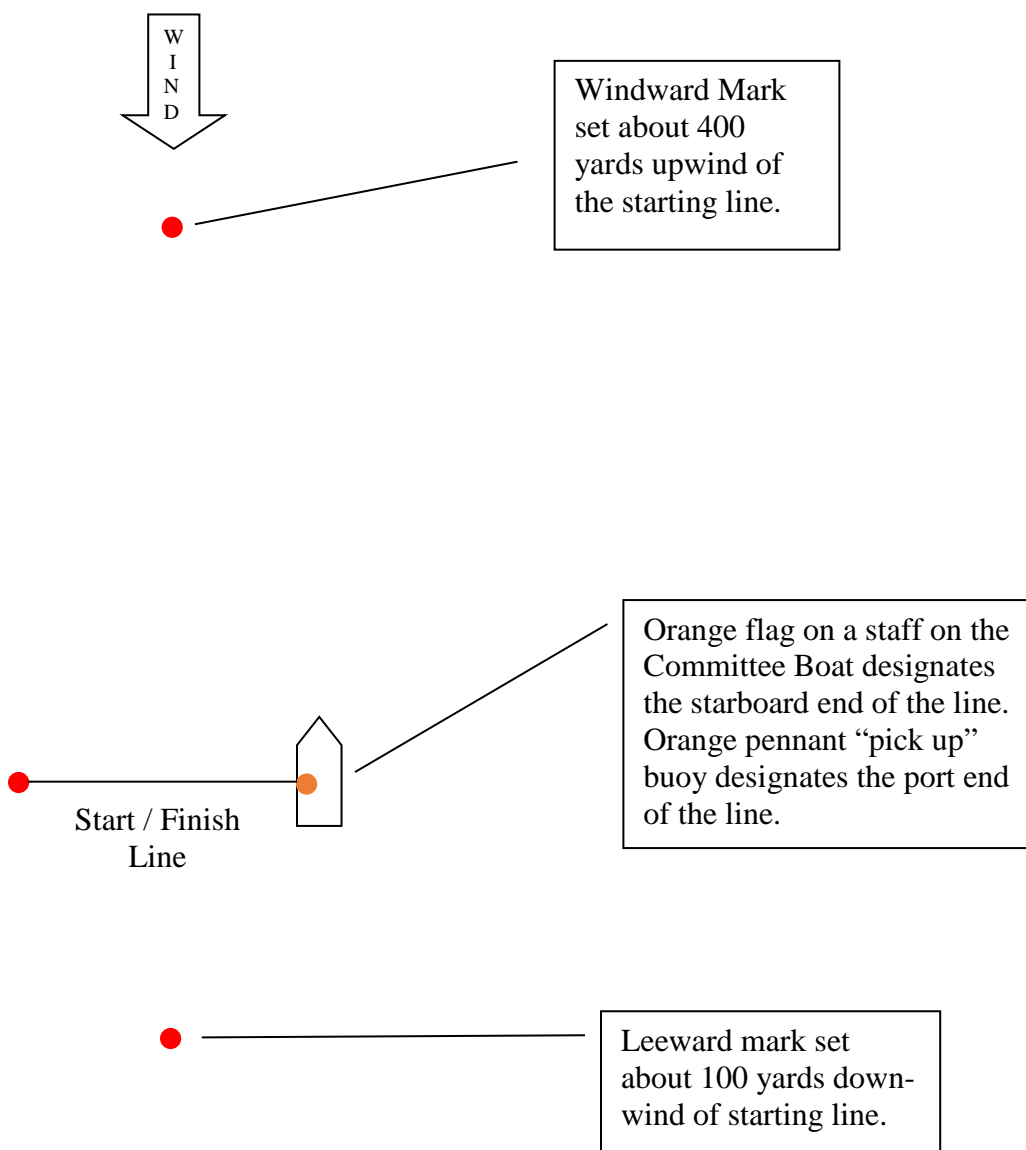 W
I
N
D
Windward Mark
set about 400
yards upwind of
the starting line.
Orange flag on a staff on the
Committee Boat designates
the starboard end of the line.
Orange pennant “pick up”
buoy designates the port end
of the line.
Start / Finish
Line
Leeward mark set
about 100 yards down-
wind of starting line.